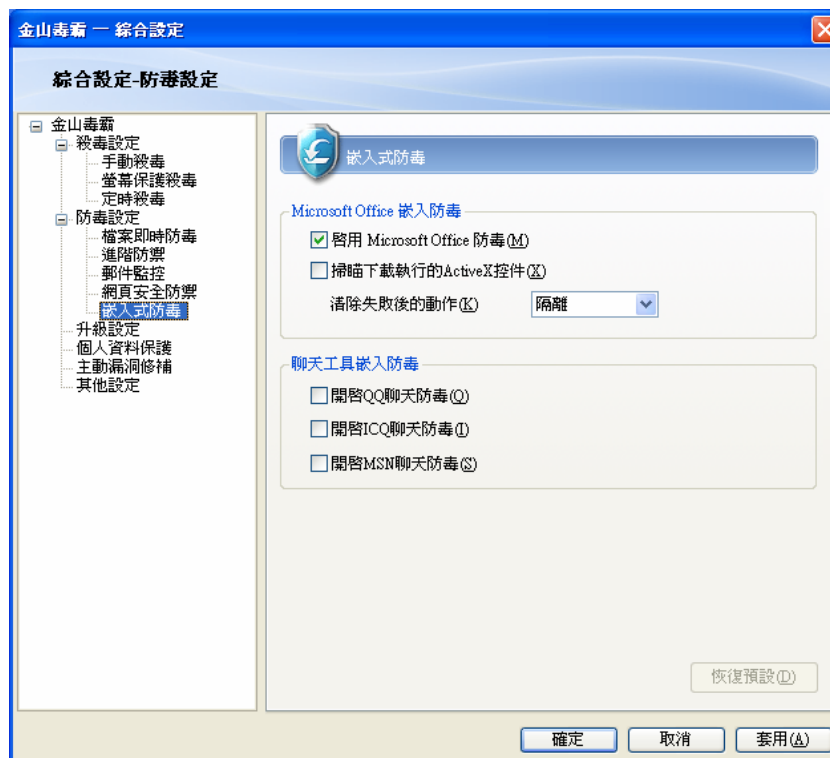 金山毒霸 — 綜合設定
綜合設定-防毒設定
金山毒霸
殺毒設定
手動殺毒
螢幕保護殺毒
定時殺毒
防毒設定
檔案即時防毒
進階防禦
郵件監控
網頁安全防禦
嵌入式防毒
升級設定
個人資料保護
主動漏洞修補
其他設定
嵌入式防毒
Microsoft Office 嵌入防毒
啓用 Microsoft Office 防毒(M)
掃瞄下載執行的ActiveX控件(X)
清除失敗後的動作(K) 隔離
聊天工具嵌入防毒
開啓QQ聊天防毒(Q)
開啓ICQ聊天防毒(I)
開啓MSN聊天防毒(S)
恢復預設(D)
確定 取消 套用(A)